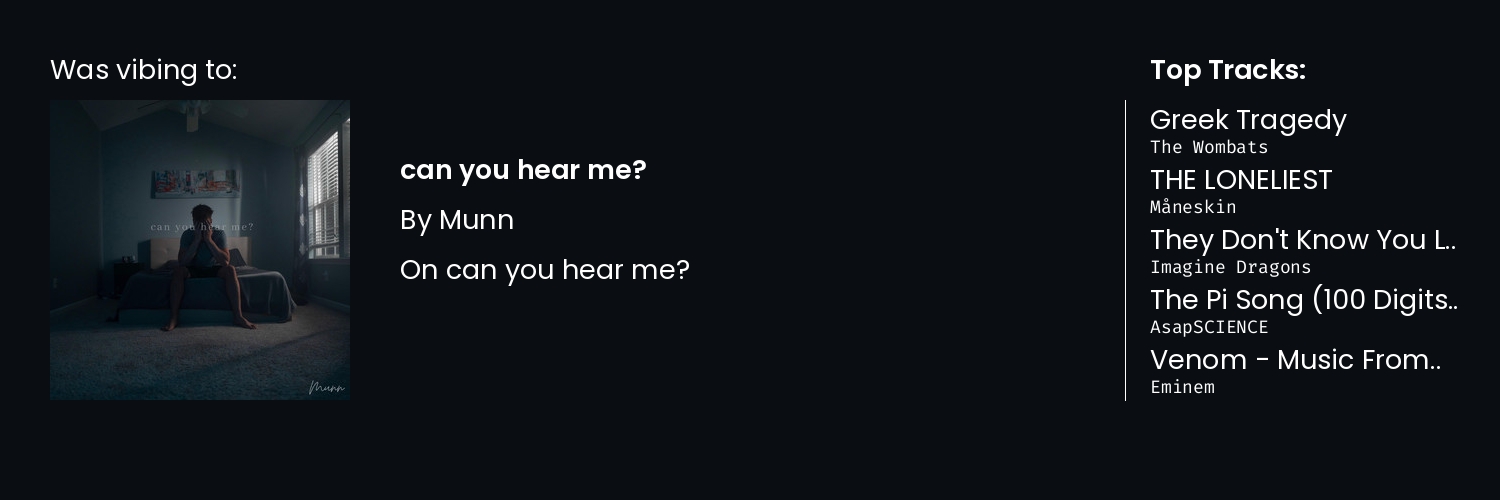 Was vibing to:
can you hear me?
Munn
can you hear me?
By Munn
On can you hear me?
Top Tracks:
Greek Tragedy
The Wombats
THE LONELIEST
Måneskin
They Don't Know You L..
Imagine Dragons
The Pi Song (100 Digits..
AsapSCIENCE
Venom - Music From..
Eminem